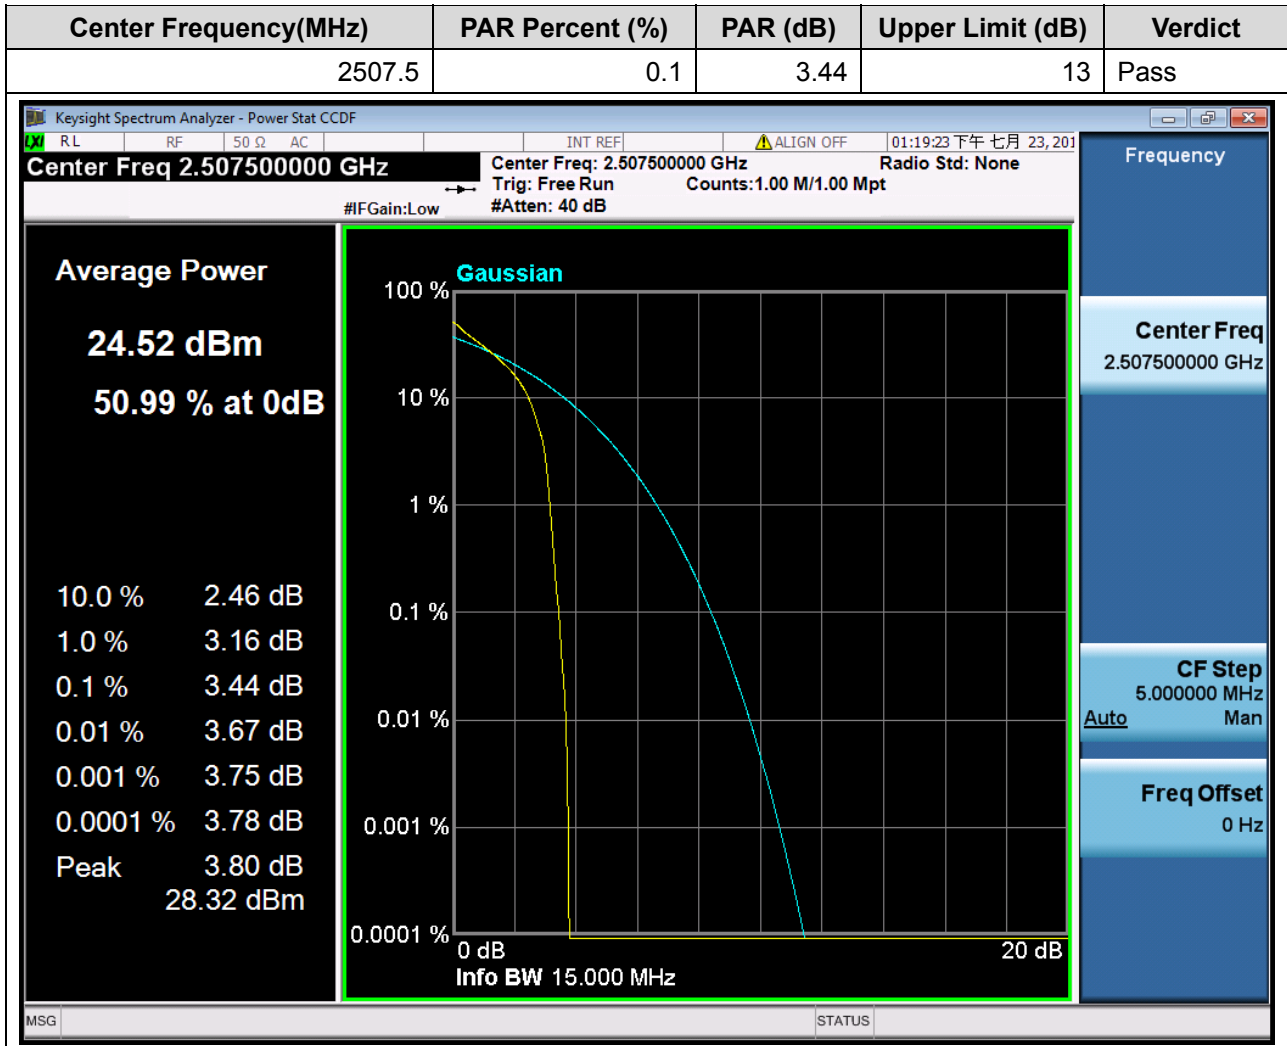 Center Frequency(MHz) PAR Percent (%) PAR (dB) Upper Limit (dB) Verdict
2507.5 0.1 3.44 13 Pass
Keysight Spectrum Analyzer - Power Stat CCDF
LXI RL RF 50 Ω AC INT REF ALIGN OFF 01:19:23 下午 七月 23, 201
Center Freq 2.507500000 GHz
Center Freq: 2.507500000 GHz Radio Std: None
Trig: Free Run Counts:1.00 M/1.00 Mpt
#IFGain:Low #Atten: 40 dB
Average Power
24.52 dBm
50.99 % at 0dB
10.0 % 2.46 dB
1.0 % 3.16 dB
0.1 % 3.44 dB
0.01 % 3.67 dB
0.001 % 3.75 dB
0.0001 % 3.78 dB
Peak 3.80 dB
28.32 dBm
Gaussian
100 %
10 %
1 %
0.1 %
0.01 %
0.001 %
0.0001 %
0 dB 20 dB
Info BW 15.000 MHz
Frequency
Center Freq
2.507500000 GHz
CF Step
5.000000 MHz
Auto Man
Freq Offset
0 Hz
MSG STATUS